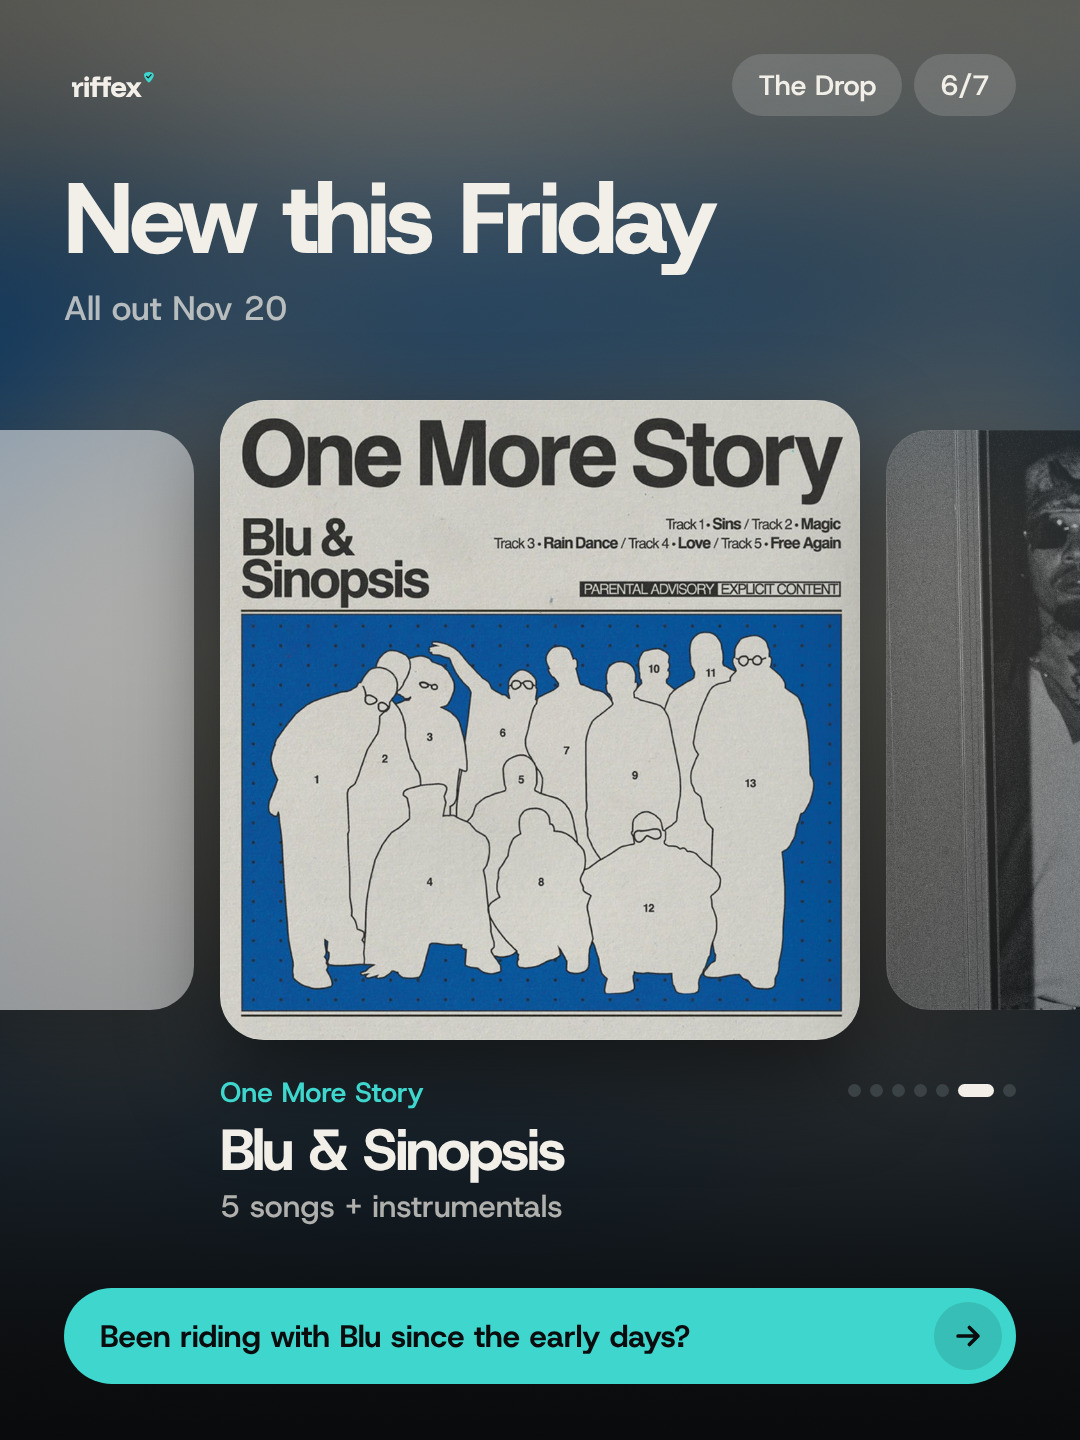 riffex
The Drop
6/7
New this Friday
All out Nov 20
One More Story
Blu &
Sinopsis
Track 1 • Sins / Track 2 • Magic
Track 3 • Rain Dance / Track 4 • Love / Track 5 • Free Again
PARENTAL ADVISORY EXPLICIT CONTENT
10
11
6
3
7
2
1
5
9
13
4
8
12
One More Story
Blu & Sinopsis
5 songs + instrumentals
Been riding with Blu since the early days?